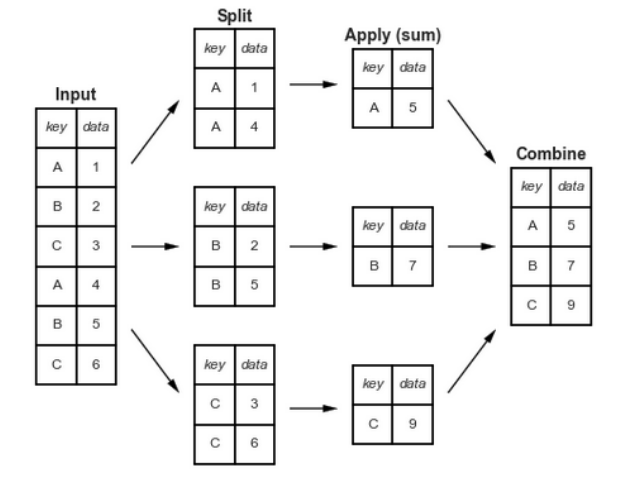 Input
key data
A 1
B 2
C 3
A 4
B 5
C 6
Split
key data
A 1
A 4
key data
B 2
B 5
key data
C 3
C 6
Apply (sum)
key data
A 5
key data
B 7
key data
C 9
Combine
key data
A 5
B 7
C 9